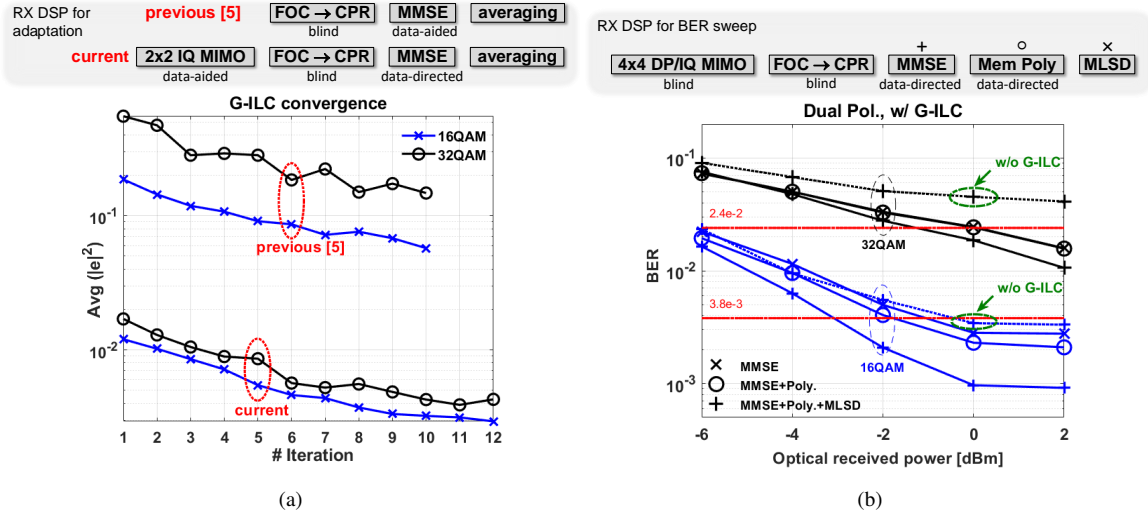 RX DSP for
adaptation
previous [5]
FOC → CPR
MMSE
averaging
blind
data-aided
current
2x2 IQ MIMO
FOC → CPR
MMSE
averaging
data-aided
blind
data-directed
G-ILC convergence
16QAM
32QAM
previous [5]
current
Avg (|e|²)
10⁻¹
10⁻²
1 2 3 4 5 6 7 8 9 10 11 12
# Iteration
(a)
RX DSP for BER sweep
4x4 DP/IQ MIMO
FOC → CPR
MMSE
Mem Poly
MLSD
blind
blind
data-directed
data-directed
Dual Pol., w/ G-ILC
w/o G-ILC
2.4e-2
32QAM
w/o G-ILC
3.8e-3
16QAM
MMSE
MMSE+Poly.
MMSE+Poly.+MLSD
BER
10⁻¹
10⁻²
10⁻³
-6 -4 -2 0 2
Optical received power [dBm]
(b)